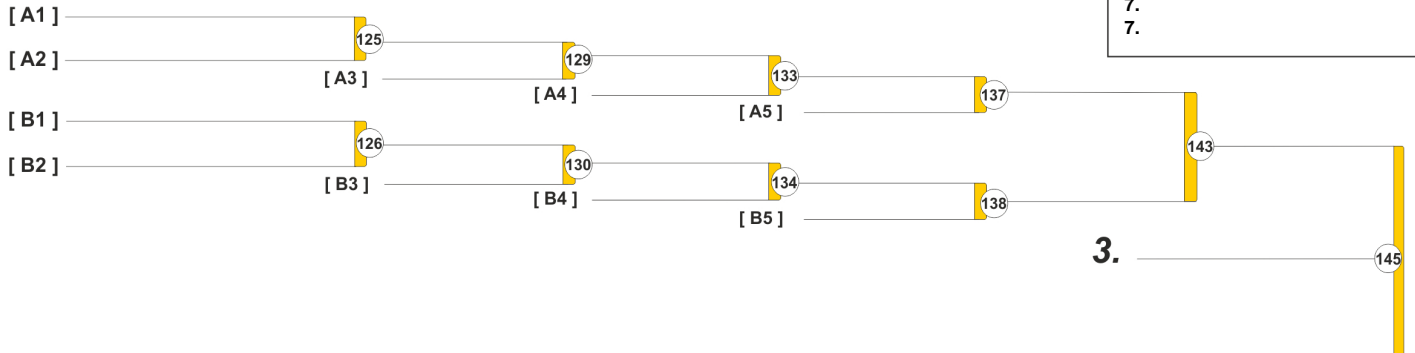 7.
7.
[ A1 ]
125
[ A2 ]
129
[ A3 ]
133
[ A4 ]
137
[ A5 ]
[ B1 ]
126
143
[ B2 ]
130
[ B3 ]
134
[ B4 ]
138
[ B5 ]
3.
145